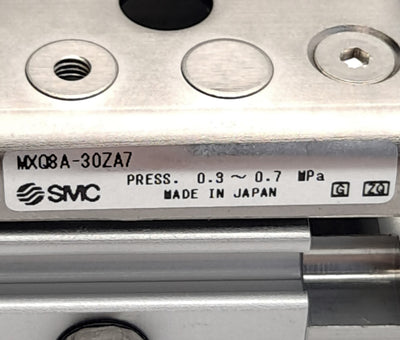 MXQ8A-30ZA7
PRESS. 0.3～0.7 MPa
SMC MADE IN JAPAN G ZQ